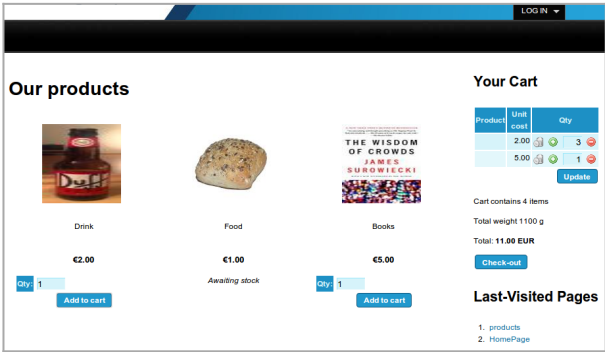 LOG IN
Our products
THE WISDOM
OF CROWDS
JAMES
SUROWIECKI
Duff
Drink
Food
Books
€2.00
€1.00
€5.00
Awaiting stock
Qty: 1
Qty: 1
Add to cart
Add to cart
Your Cart
Product Unit cost Qty
2.00 3
5.00 1
Update
Cart contains 4 items
Total weight 1100 g
Total: 11.00 EUR
Check-out
Last-Visited Pages
1. products
2. HomePage